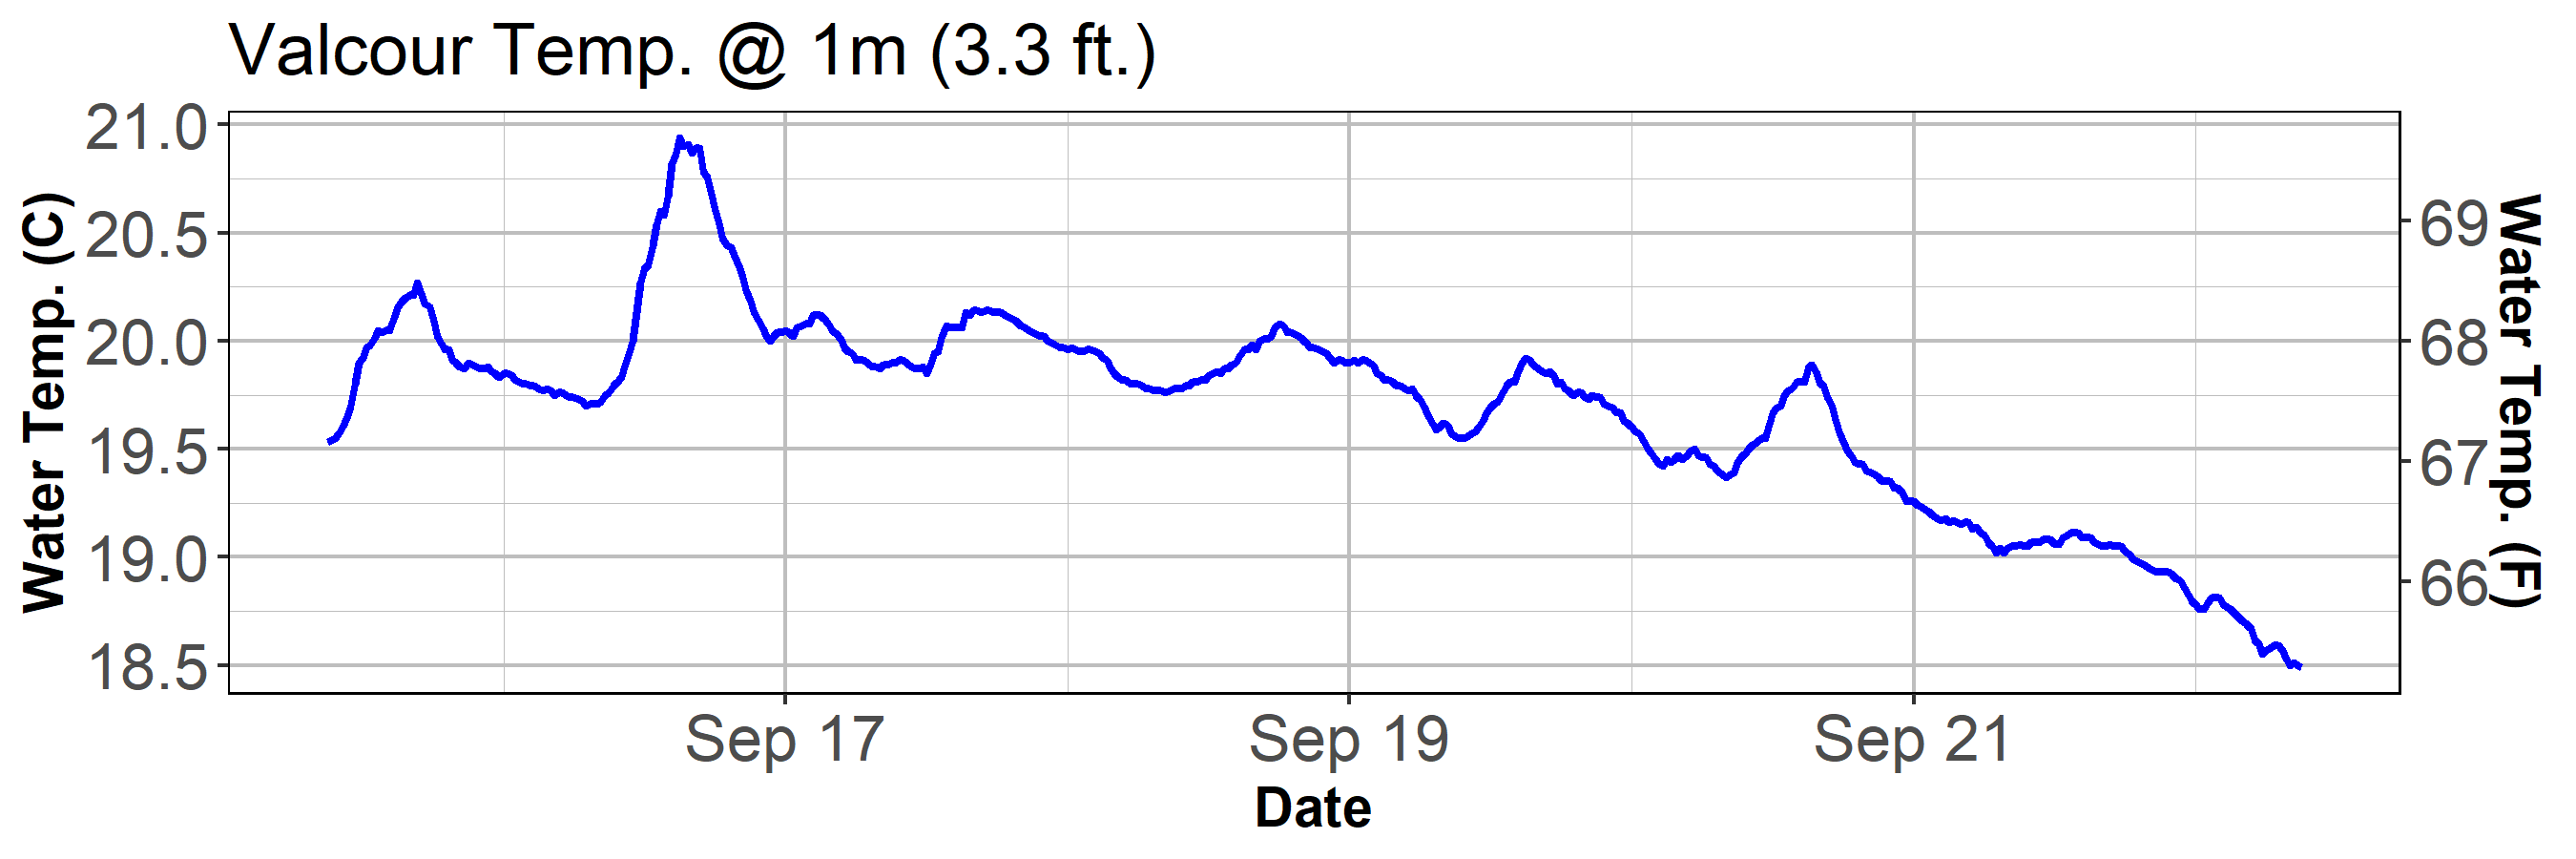 Valcour Temp. @ 1m (3.3 ft.)
Water Temp. (C)
21.0
20.5
20.0
19.5
19.0
18.5
69
68
67
66
Water Temp. (F)
Sep 17 Sep 19 Sep 21
Date